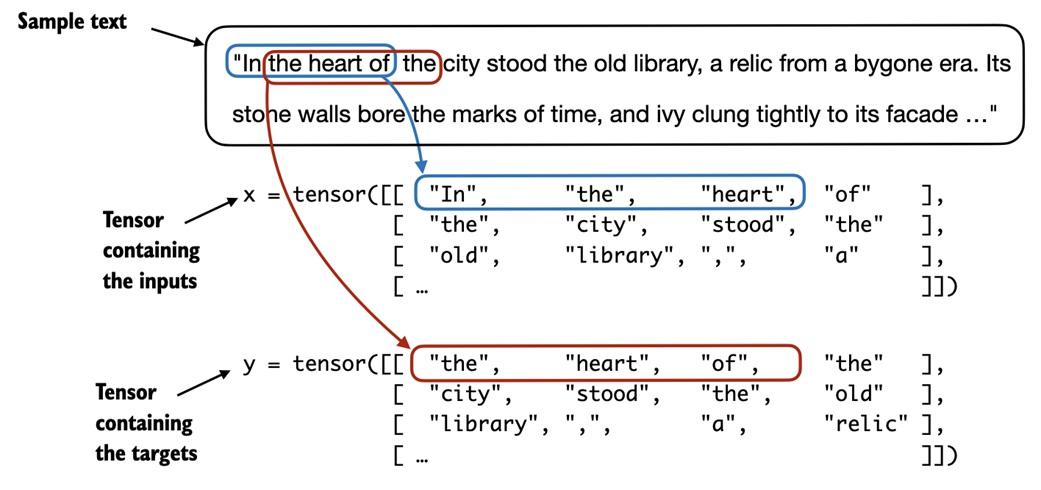 Sample text
"In the heart of the city stood the old library, a relic from a bygone era. Its
stone walls bore the marks of time, and ivy clung tightly to its facade …"
x = tensor([[ "In", "the", "heart", "of" ],
[ "the", "city", "stood", "the" ],
[ "old", "library", ",", "a" ],
[ … ]])
Tensor
containing
the inputs
y = tensor([[ "the", "heart", "of", "the" ],
[ "city", "stood", "the", "old" ],
[ "library", ",", "a", "relic" ],
[ … ]])
Tensor
containing
the targets